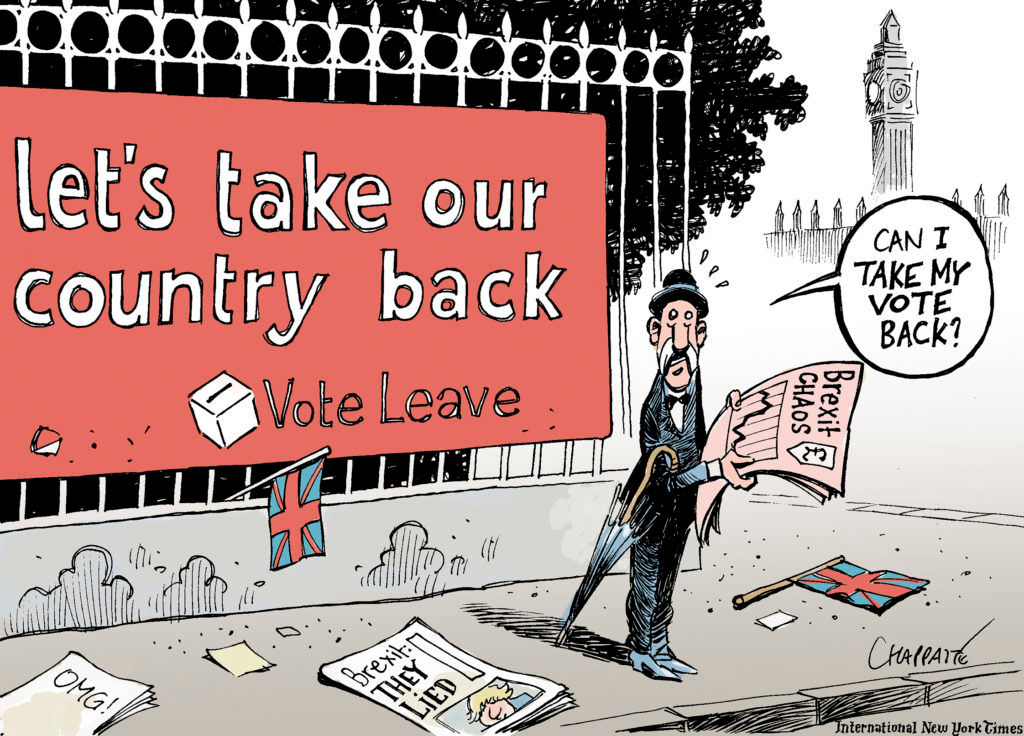 let's take our
country back
Vote Leave
CAN I
TAKE MY
VOTE
BACK?
Brexit
CHAOS
£
OMG!
Brexit:
THEY
LIED
CHAPPATTE
International New York Times